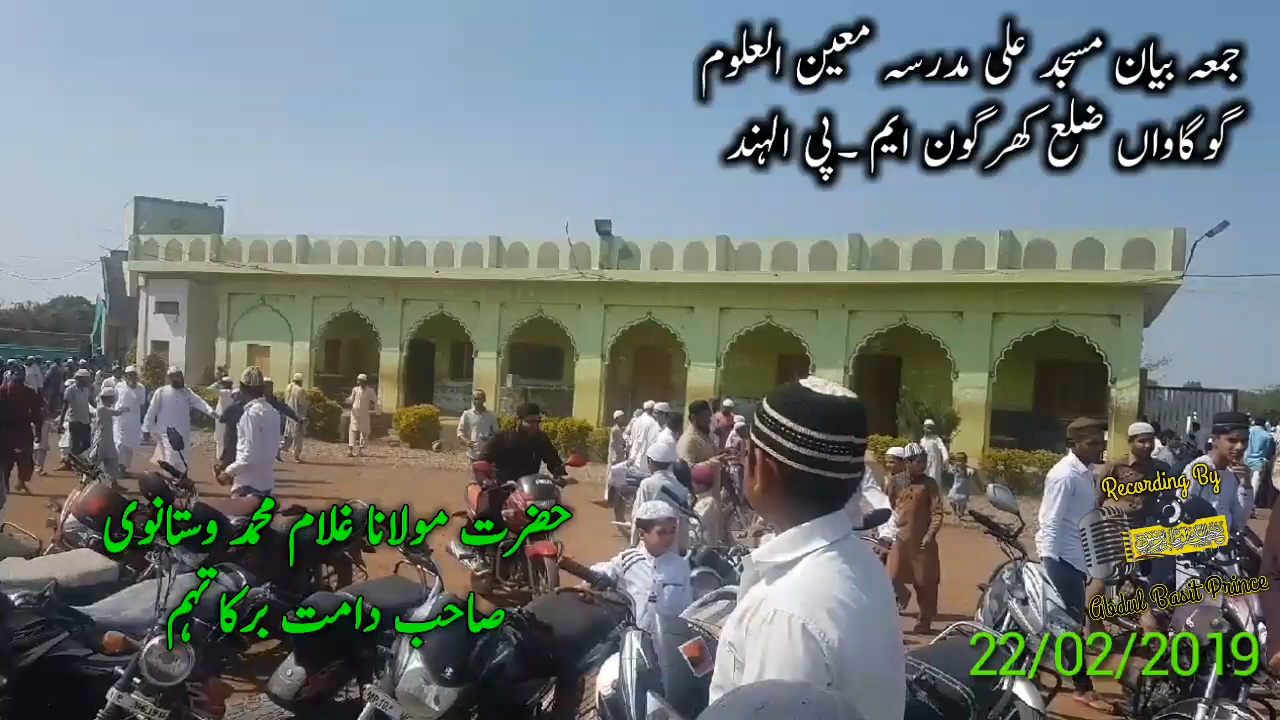 جمعہ بیان مسجد علی مدرسہ معین العلوم
گوگاواں ضلع کھرگون ایم۔پی الہند
حضرت مولانا غلام محمد وستانوی
صاحب دامت برکاتہم
Recording By
Abdul Basit Prince
22/02/2019